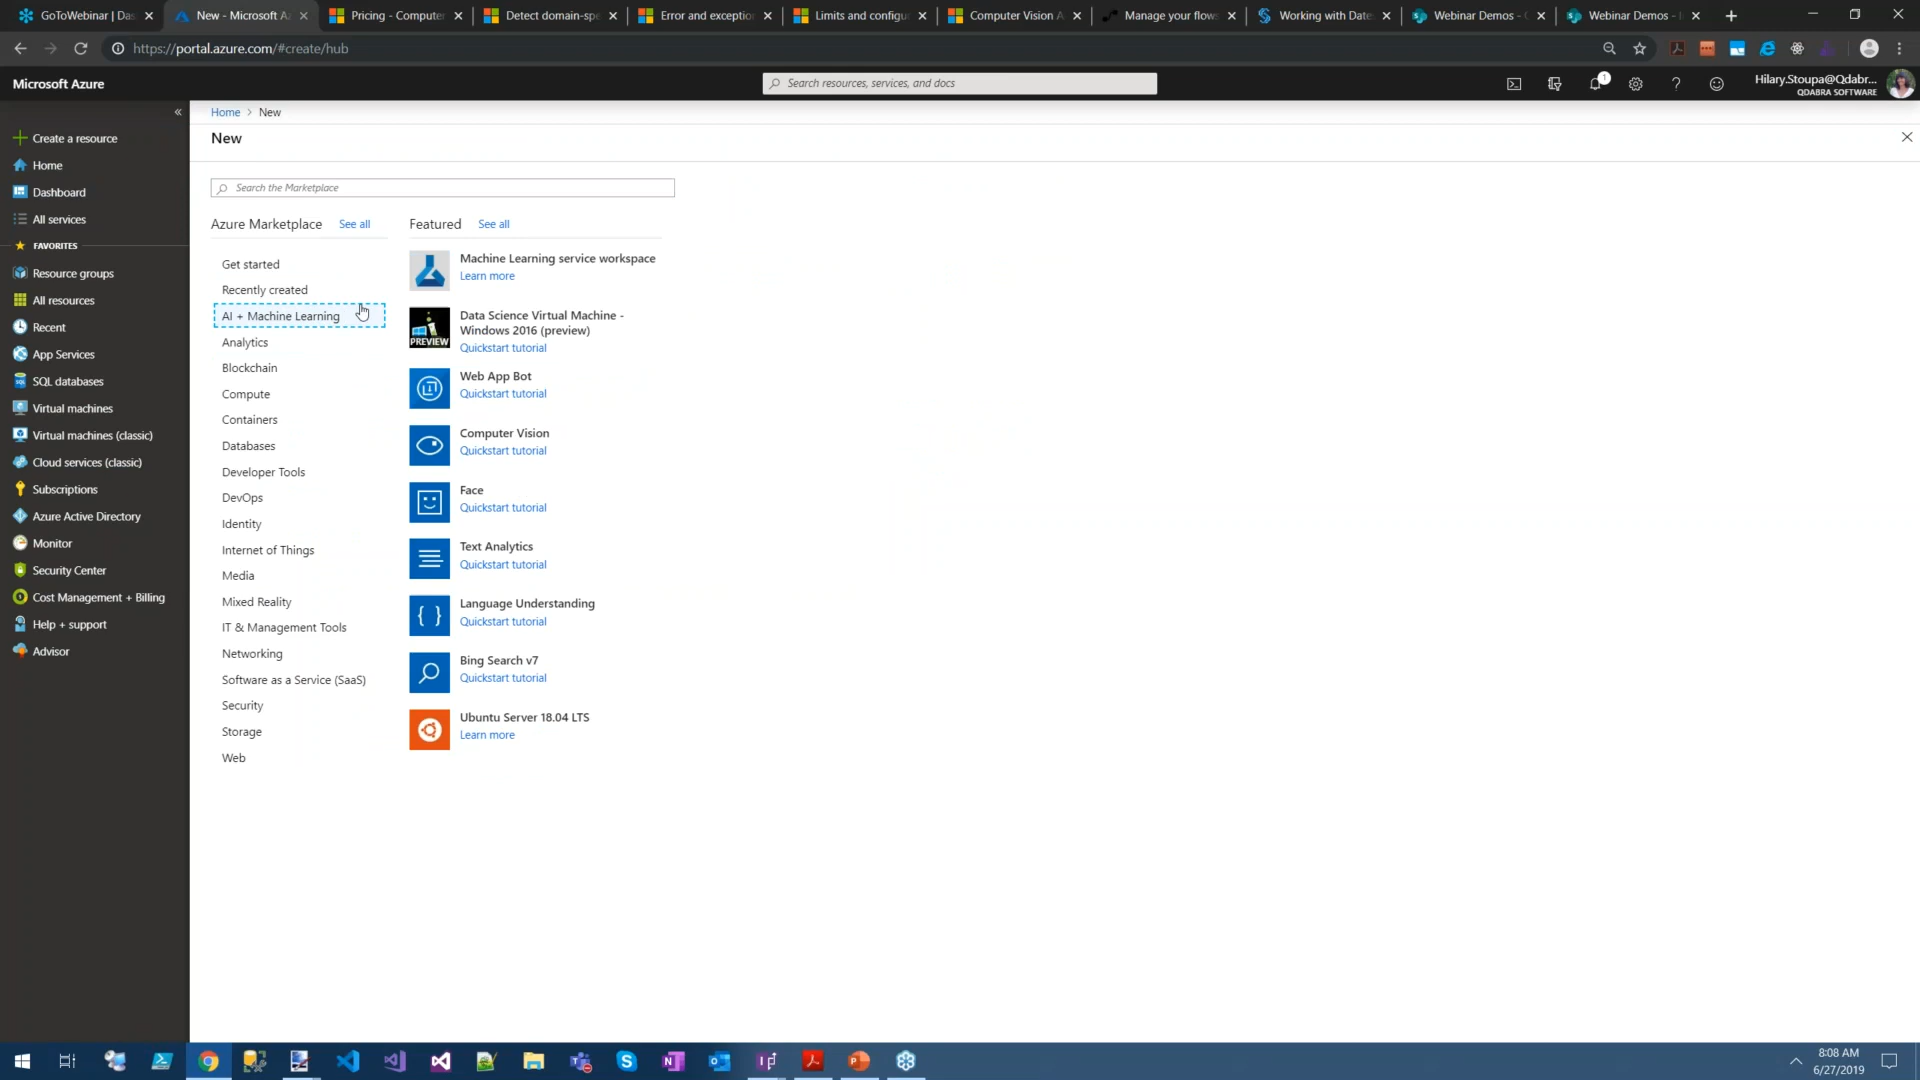 GoToWebinar | Das
New - Microsoft Az
Pricing - Computer
Detect domain-spe
Error and exception
Limits and configu
Computer Vision A
Manage your flows
Working with Date
Webinar Demos -
Webinar Demos -
https://portal.azure.com/#create/hub
Microsoft Azure
Search resources, services, and docs
1
Hilary.Stoupa@Qdabr...
QDABRA SOFTWARE
Create a resource
Home
Dashboard
All services
FAVORITES
Resource groups
All resources
Recent
App Services
SQL databases
Virtual machines
Virtual machines (classic)
Cloud services (classic)
Subscriptions
Azure Active Directory
Monitor
Security Center
Cost Management + Billing
Help + support
Advisor
Home > New
New
Search the Marketplace
Azure Marketplace See all
Get started
Recently created
AI + Machine Learning
Analytics
Blockchain
Compute
Containers
Databases
Developer Tools
DevOps
Identity
Internet of Things
Media
Mixed Reality
IT & Management Tools
Networking
Software as a Service (SaaS)
Security
Storage
Web
Featured See all
Machine Learning service workspace
Learn more
PREVIEW
Data Science Virtual Machine -
Windows 2016 (preview)
Quickstart tutorial
Web App Bot
Quickstart tutorial
Computer Vision
Quickstart tutorial
Face
Quickstart tutorial
Text Analytics
Quickstart tutorial
Language Understanding
Quickstart tutorial
Bing Search v7
Quickstart tutorial
Ubuntu Server 18.04 LTS
Learn more
8:08 AM
6/27/2019